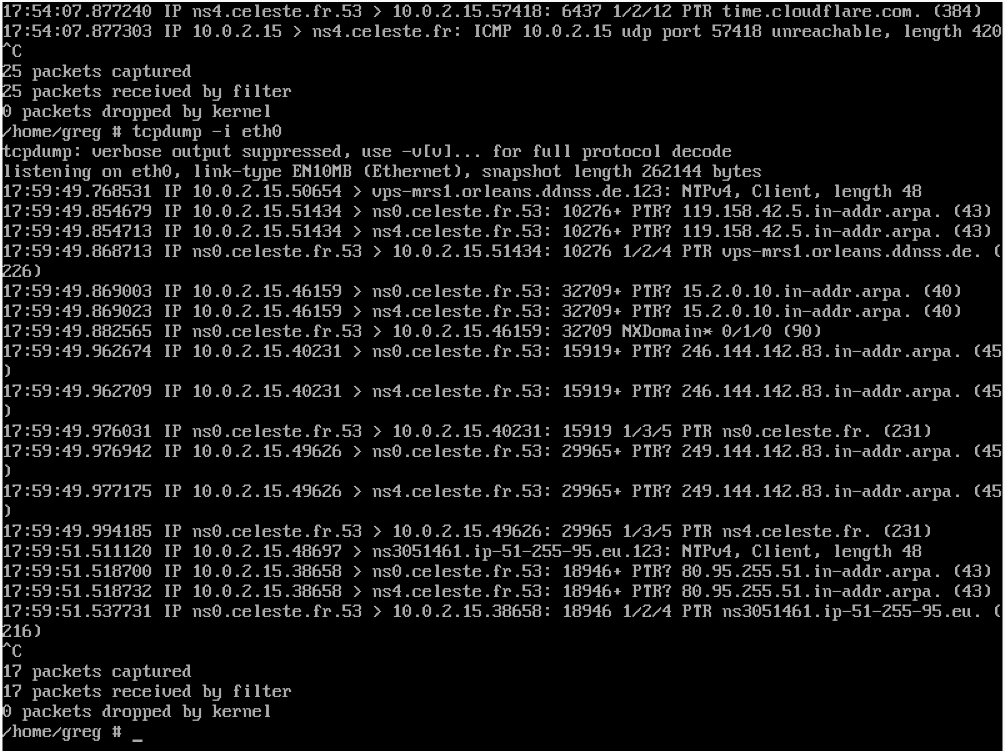 17:54:07.877240 IP ns4.celeste.fr.53 > 10.0.2.15.57418: 6437 1/2/12 PTR time.cloudflare.com. (384)
17:54:07.877303 IP 10.0.2.15 > ns4.celeste.fr: ICMP 10.0.2.15 udp port 57418 unreachable, length 420
^C
25 packets captured
25 packets received by filter
0 packets dropped by kernel
/home/greg # tcpdump -i eth0
tcpdump: verbose output suppressed, use -v[v]... for full protocol decode
listening on eth0, link-type EN10MB (Ethernet), snapshot length 262144 bytes
17:59:49.768531 IP 10.0.2.15.50654 > vps-mrs1.orleans.ddnss.de.123: NTPv4, Client, length 48
17:59:49.854679 IP 10.0.2.15.51434 > ns0.celeste.fr.53: 10276+ PTR? 119.158.42.5.in-addr.arpa. (43)
17:59:49.854713 IP 10.0.2.15.51434 > ns4.celeste.fr.53: 10276+ PTR? 119.158.42.5.in-addr.arpa. (43)
17:59:49.868713 IP ns0.celeste.fr.53 > 10.0.2.15.51434: 10276 1/2/4 PTR vps-mrs1.orleans.ddnss.de. (
226)
17:59:49.869003 IP 10.0.2.15.46159 > ns0.celeste.fr.53: 32709+ PTR? 15.2.0.10.in-addr.arpa. (40)
17:59:49.869023 IP 10.0.2.15.46159 > ns4.celeste.fr.53: 32709+ PTR? 15.2.0.10.in-addr.arpa. (40)
17:59:49.882565 IP ns0.celeste.fr.53 > 10.0.2.15.46159: 32709 NXDomain* 0/1/0 (90)
17:59:49.962674 IP 10.0.2.15.40231 > ns0.celeste.fr.53: 15919+ PTR? 246.144.142.83.in-addr.arpa. (45
)
17:59:49.962709 IP 10.0.2.15.40231 > ns4.celeste.fr.53: 15919+ PTR? 246.144.142.83.in-addr.arpa. (45
)
17:59:49.976031 IP ns0.celeste.fr.53 > 10.0.2.15.40231: 15919 1/3/5 PTR ns0.celeste.fr. (231)
17:59:49.976942 IP 10.0.2.15.49626 > ns0.celeste.fr.53: 29965+ PTR? 249.144.142.83.in-addr.arpa. (45
)
17:59:49.977175 IP 10.0.2.15.49626 > ns4.celeste.fr.53: 29965+ PTR? 249.144.142.83.in-addr.arpa. (45
)
17:59:49.994185 IP ns0.celeste.fr.53 > 10.0.2.15.49626: 29965 1/3/5 PTR ns4.celeste.fr. (231)
17:59:51.511120 IP 10.0.2.15.48697 > ns3051461.ip-51-255-95.eu.123: NTPv4, Client, length 48
17:59:51.518700 IP 10.0.2.15.38658 > ns0.celeste.fr.53: 18946+ PTR? 80.95.255.51.in-addr.arpa. (43)
17:59:51.518732 IP 10.0.2.15.38658 > ns4.celeste.fr.53: 18946+ PTR? 80.95.255.51.in-addr.arpa. (43)
17:59:51.537731 IP ns0.celeste.fr.53 > 10.0.2.15.38658: 18946 1/2/4 PTR ns3051461.ip-51-255-95.eu. (
216)
^C
17 packets captured
17 packets received by filter
0 packets dropped by kernel
/home/greg # _